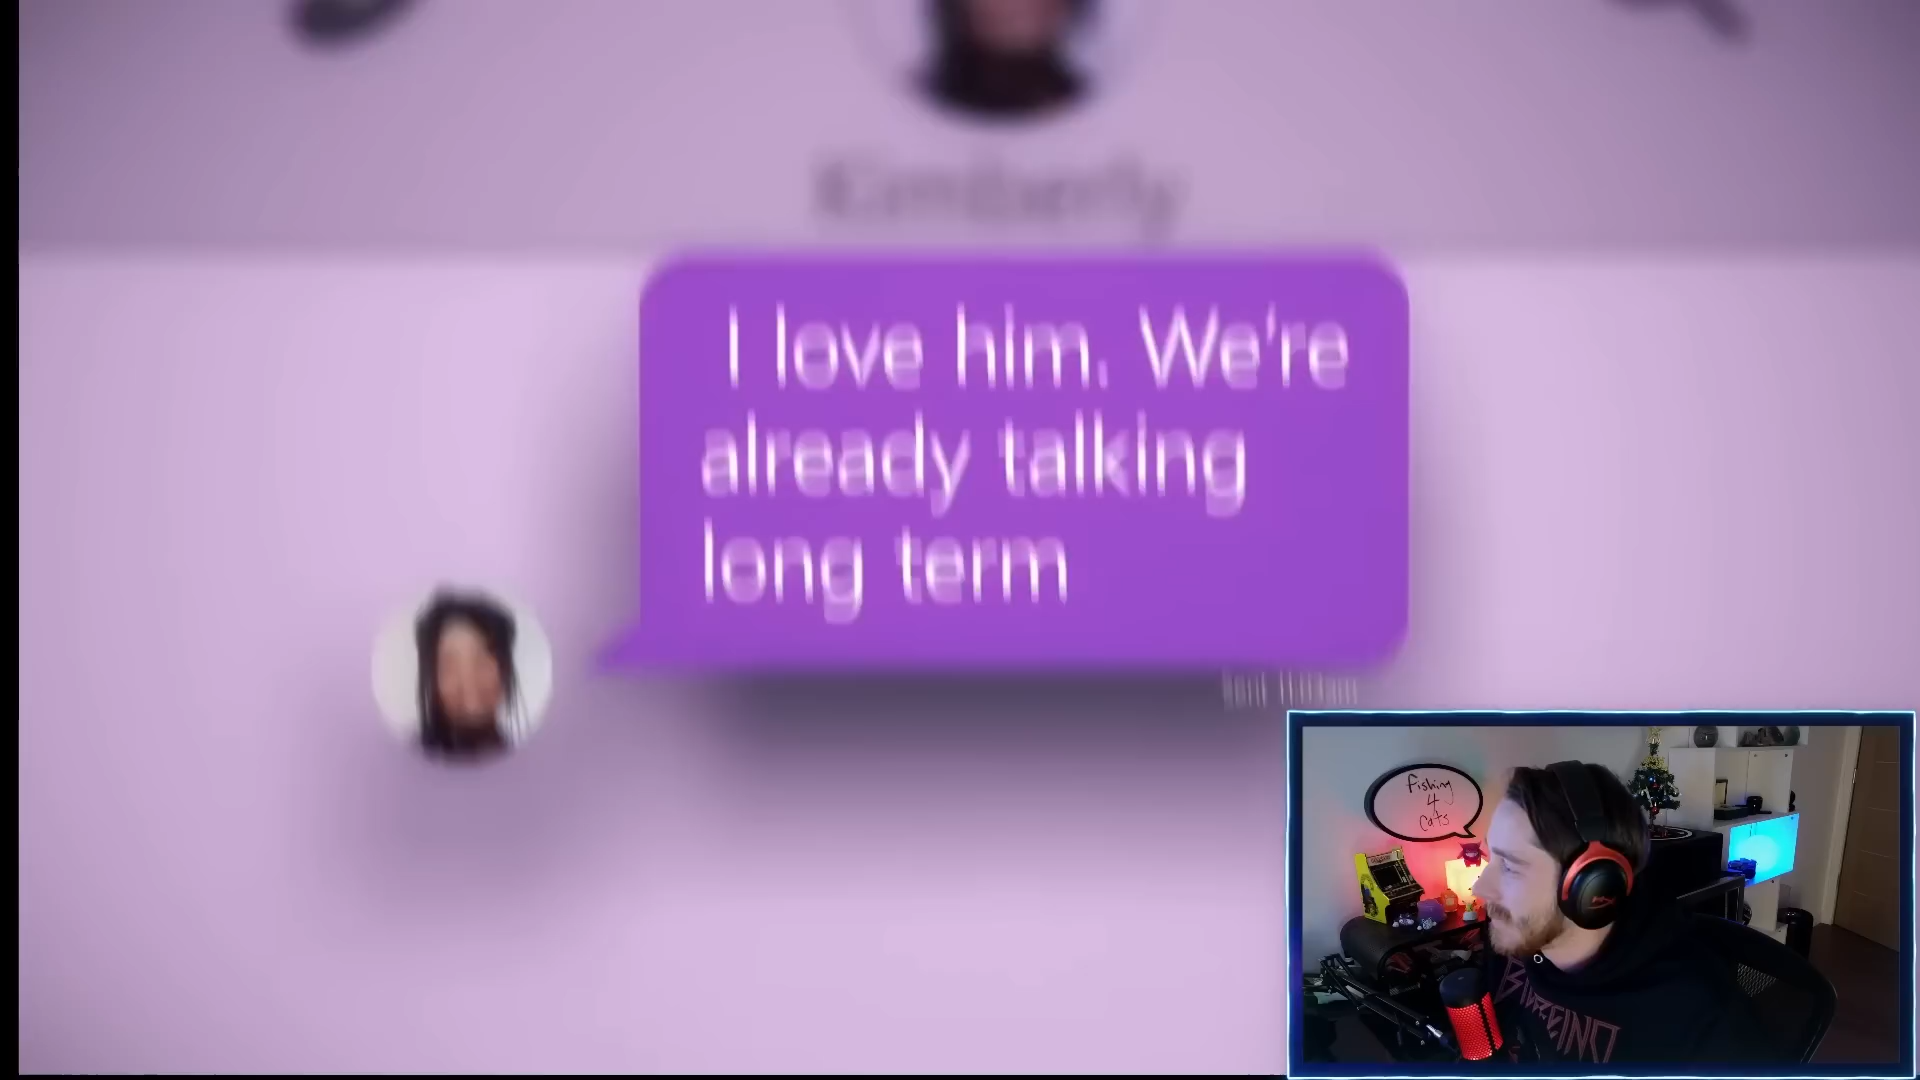 Kimberly
I love him. We're
already talking
long term
fishing
4
cats